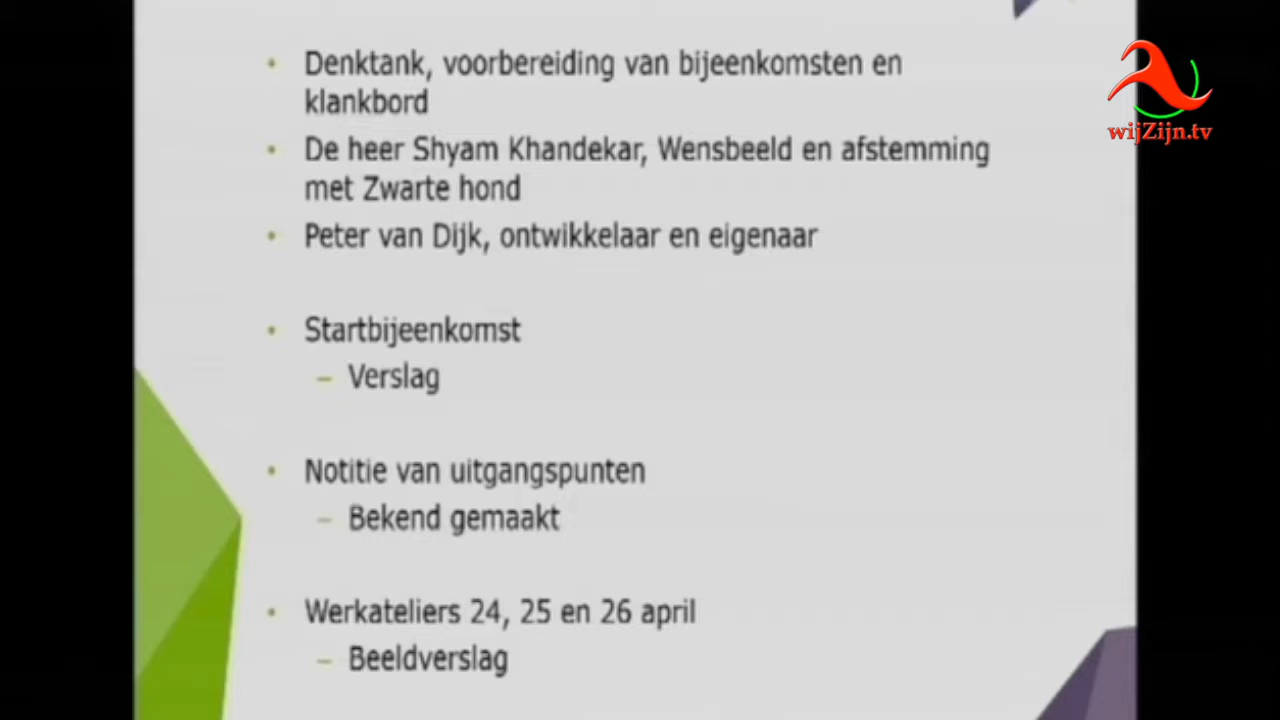 • Denktank, voorbereiding van bijeenkomsten en
klankbord
• De heer Shyam Khandekar, Wensbeeld en afstemming
met Zwarte hond
• Peter van Dijk, ontwikkelaar en eigenaar
• Startbijeenkomst
– Verslag
• Notitie van uitgangspunten
– Bekend gemaakt
• Werkateliers 24, 25 en 26 april
– Beeldverslag
wijZijn.tv